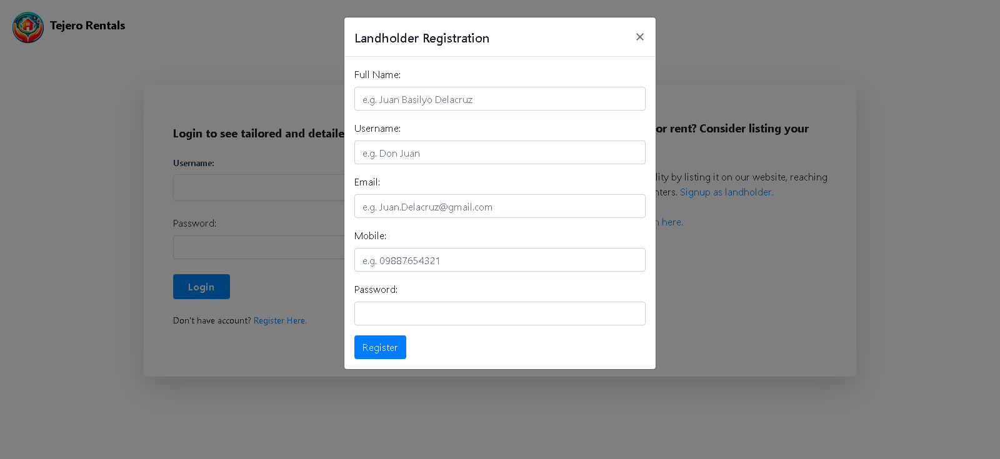 Tejero Rentals
Landholder Registration
×
Full Name:
e.g. Juan Basilyo Delacruz
Username:
e.g. Don Juan
Email:
e.g. Juan.Delacruz@gmail.com
Mobile:
e.g. 09887654321
Password:
Register
Login to see tailored and detaile
Username:
Password:
Login
Don't have account? Register Here.
or rent? Consider listing your
lity by listing it on our website, reaching
nters. Signup as landholder.
n here.